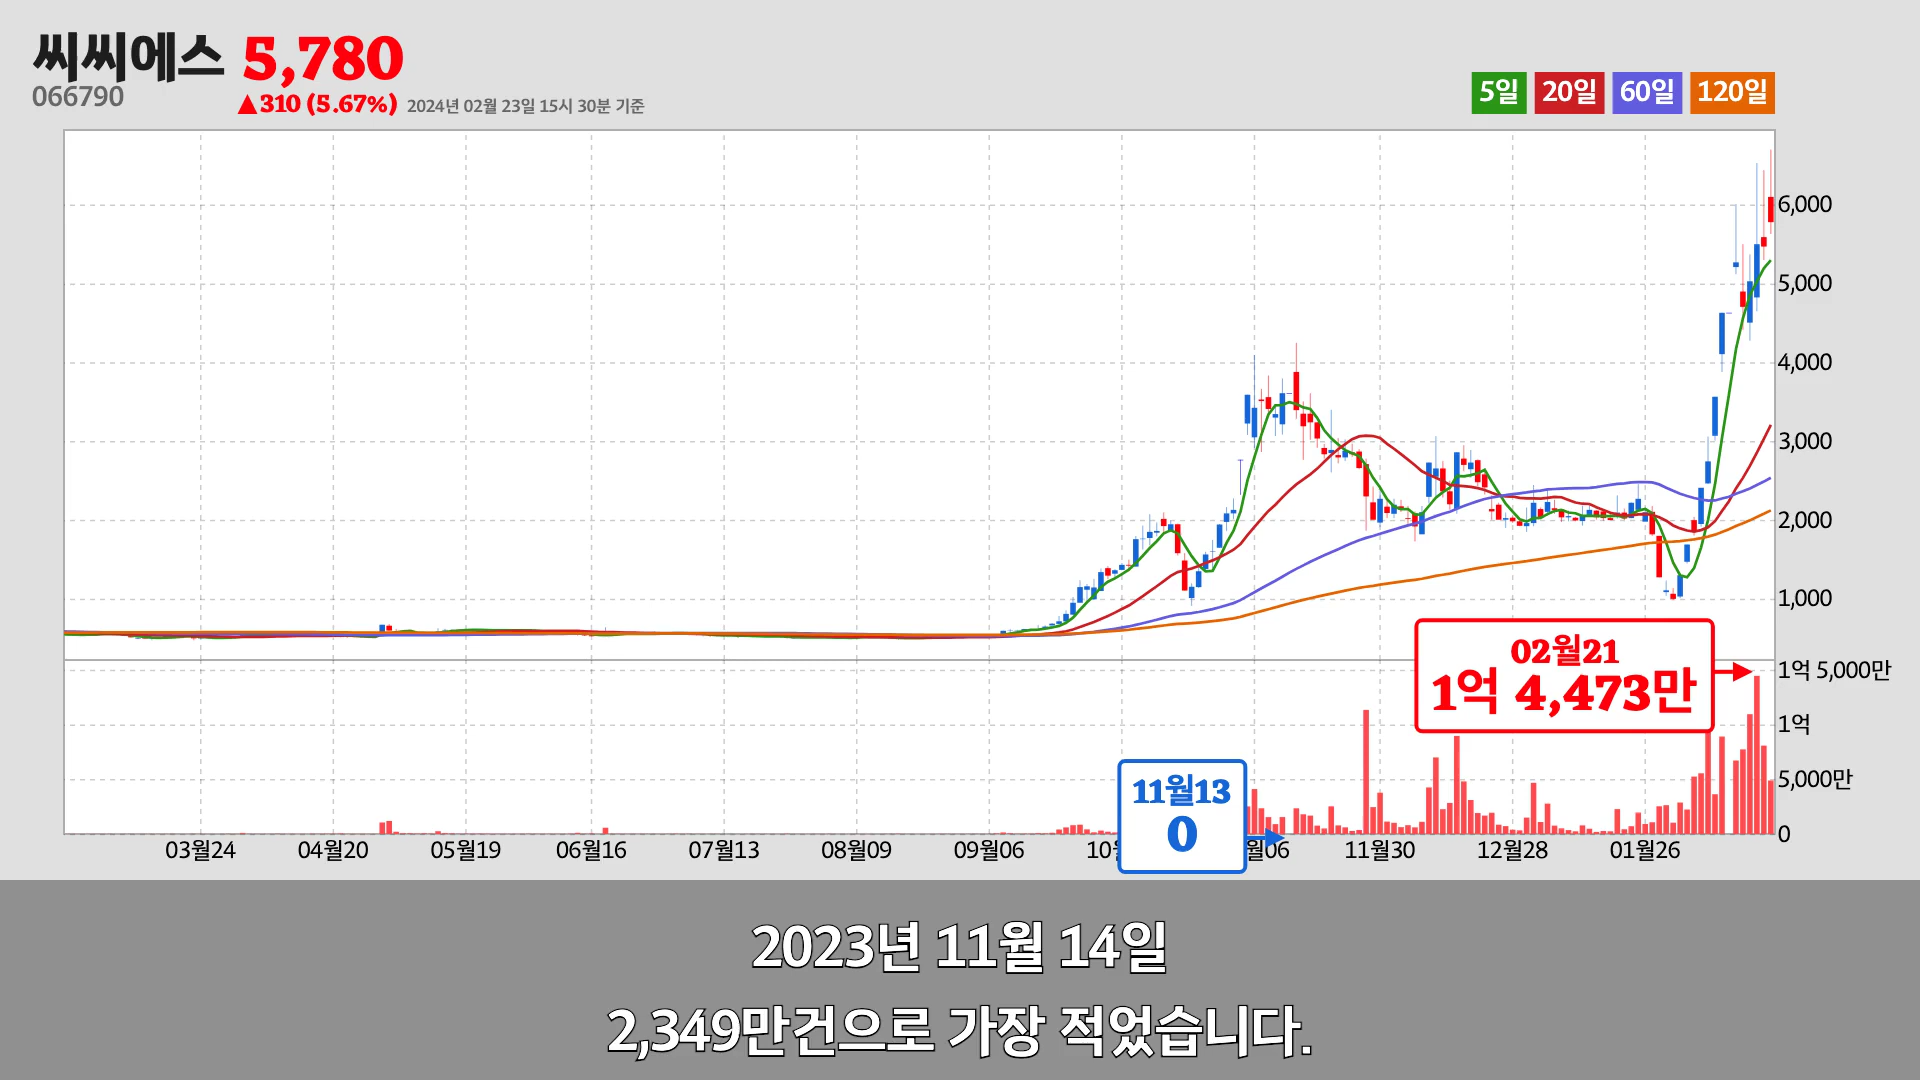 씨씨에스 5,780
066790
▲310 (5.67%) 2024년 02월 23일 15시 30분 기준
5일 20일 60일 120일
6,000
5,000
4,000
3,000
2,000
1,000
02월21
1억 4,473만
1억 5,000만
1억
5,000만
0
11월13
0
03월24 04월20 05월19 06월16 07월13 08월09 09월06 10 월06 11월30 12월28 01월26
2023년 11월 14일
2,349만건으로 가장 적었습니다.